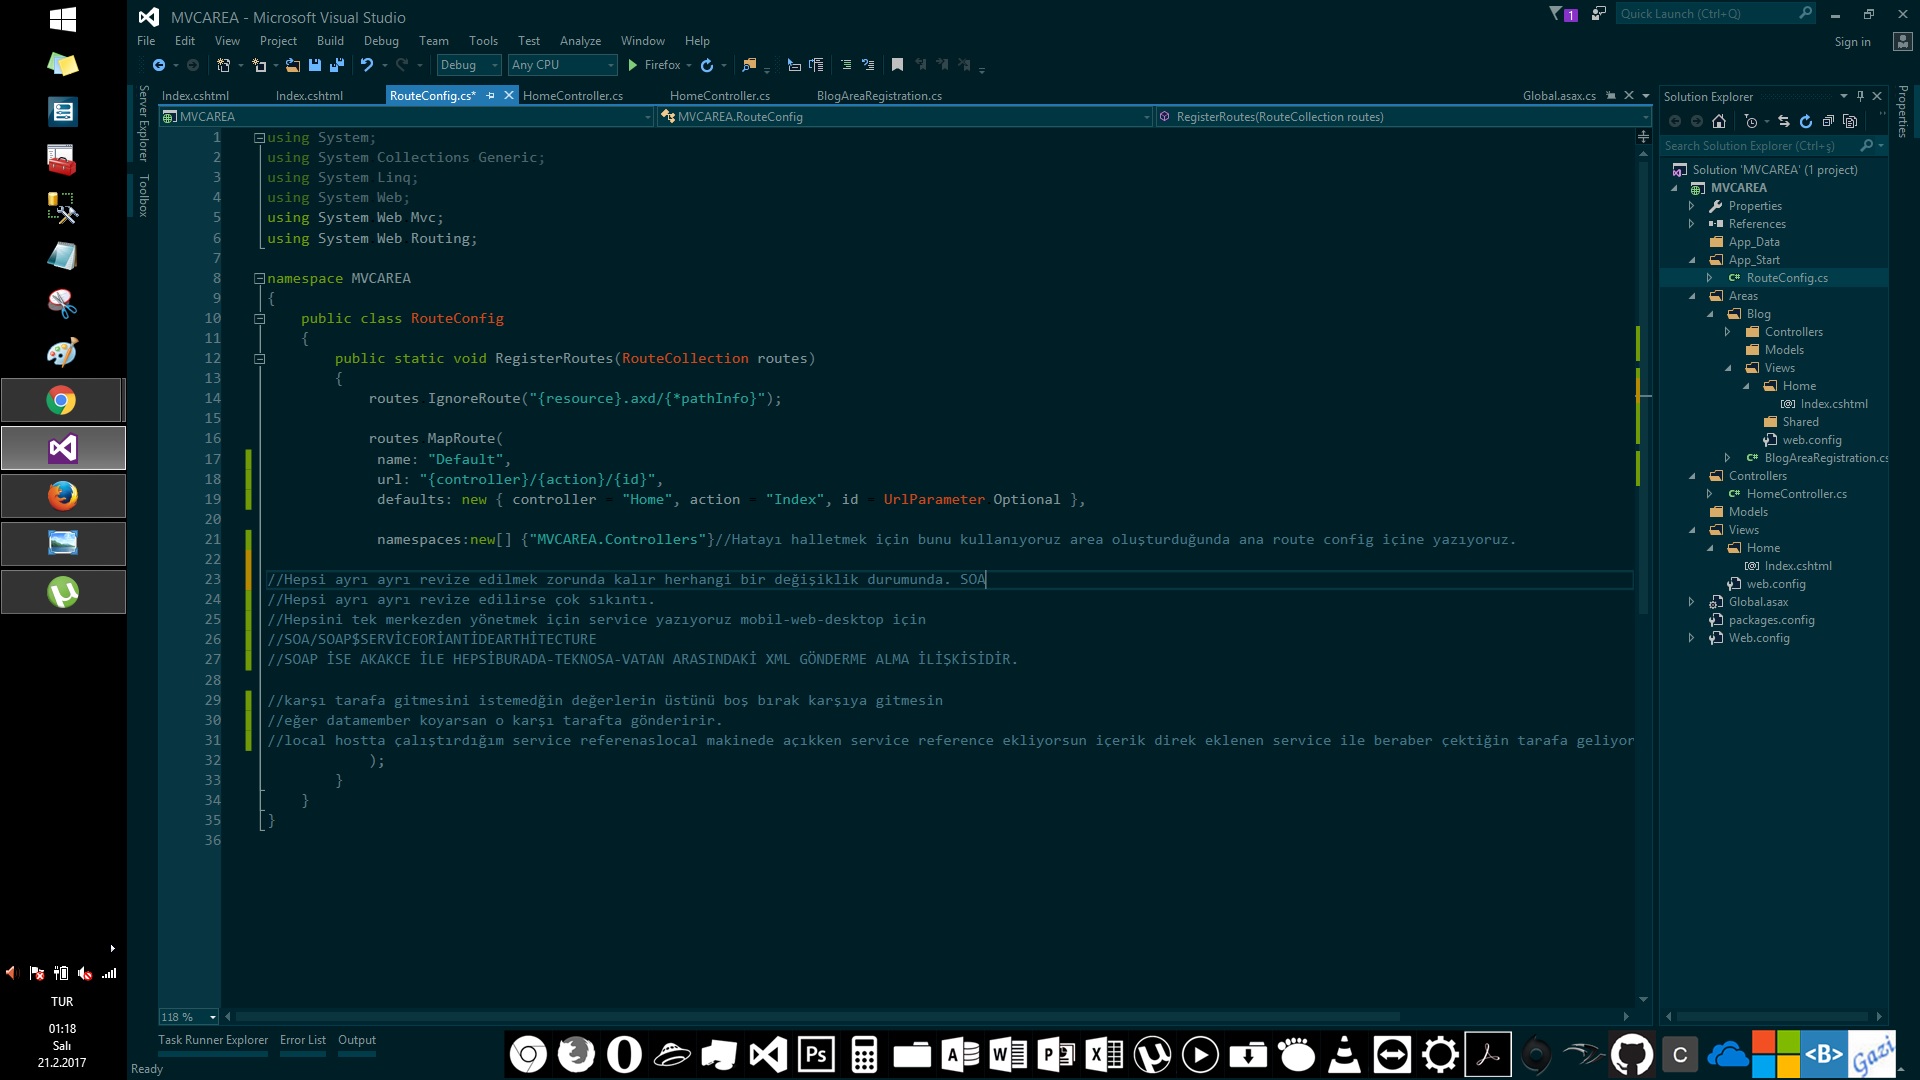 MVCAREA - Microsoft Visual Studio
1
Quick Launch (Ctrl+Q)
File Edit View Project Build Debug Team Tools Test Analyze Window Help
Sign in
Debug Any CPU Firefox
Server Explorer
Toolbox
Index.cshtml Index.cshtml RouteConfig.cs* HomeController.cs HomeController.cs BlogAreaRegistration.cs Global.asax.cs
MVCAREA MVCAREA.RouteConfig RegisterRoutes(RouteCollection routes)
1 using System;
2 using System Collections Generic;
3 using System Linq;
4 using System Web;
5 using System Web Mvc;
6 using System Web Routing;
7
8 namespace MVCAREA
9 {
10 public class RouteConfig
11 {
12 public static void RegisterRoutes(RouteCollection routes)
13 {
14 routes IgnoreRoute("{resource}.axd/{*pathInfo}");
15
16 routes MapRoute(
17 name: "Default",
18 url: "{controller}/{action}/{id}",
19 defaults: new { controller = "Home", action = "Index", id = UrlParameter Optional },
20
21 namespaces:new[] {"MVCAREA.Controllers"}//Hatayı halletmek için bunu kullanıyoruz area oluşturduğunda ana route config içine yazıyoruz.
22
23 //Hepsi ayrı ayrı revize edilmek zorunda kalır herhangi bir değişiklik durumunda. SOA
24 //Hepsi ayrı ayrı revize edilirse çok sıkıntı.
25 //Hepsini tek merkezden yönetmek için service yazıyoruz mobil-web-desktop için
26 //SOA/SOAP$SERVİCEORİANTİDEARTHİTECTURE
27 //SOAP İSE AKAKCE İLE HEPSİBURADA-TEKNOSA-VATAN ARASINDAKİ XML GÖNDERME ALMA İLİŞKİSİDİR.
28
29 //karşı tarafa gitmesini istemedğin değerlerin üstünü boş bırak karşıya gitmesin
30 //eğer datamember koyarsan o karşı tarafta gönderirir.
31 //local hostta çalıştırdığım service referenaslocal makinede açıkken service reference ekliyorsun içerik direk eklenen service ile beraber çektiğin tarafa geliyor
32 );
33 }
34 }
35 }
36
118 %
Task Runner Explorer Error List Output
Ready
Solution Explorer
Search Solution Explorer (Ctrl+ş)
Solution 'MVCAREA' (1 project)
MVCAREA
Properties
References
App_Data
App_Start
C# RouteConfig.cs
Areas
Blog
Controllers
Models
Views
Home
[@] Index.cshtml
Shared
web.config
C# BlogAreaRegistration.cs
Controllers
C# HomeController.cs
Models
Views
Home
[@] Index.cshtml
web.config
Global.asax
packages.config
Web.config
Properties
TUR
01:18
Salı
21.2.2017
Ps
A
W
P
X
C
<B>
Gazi